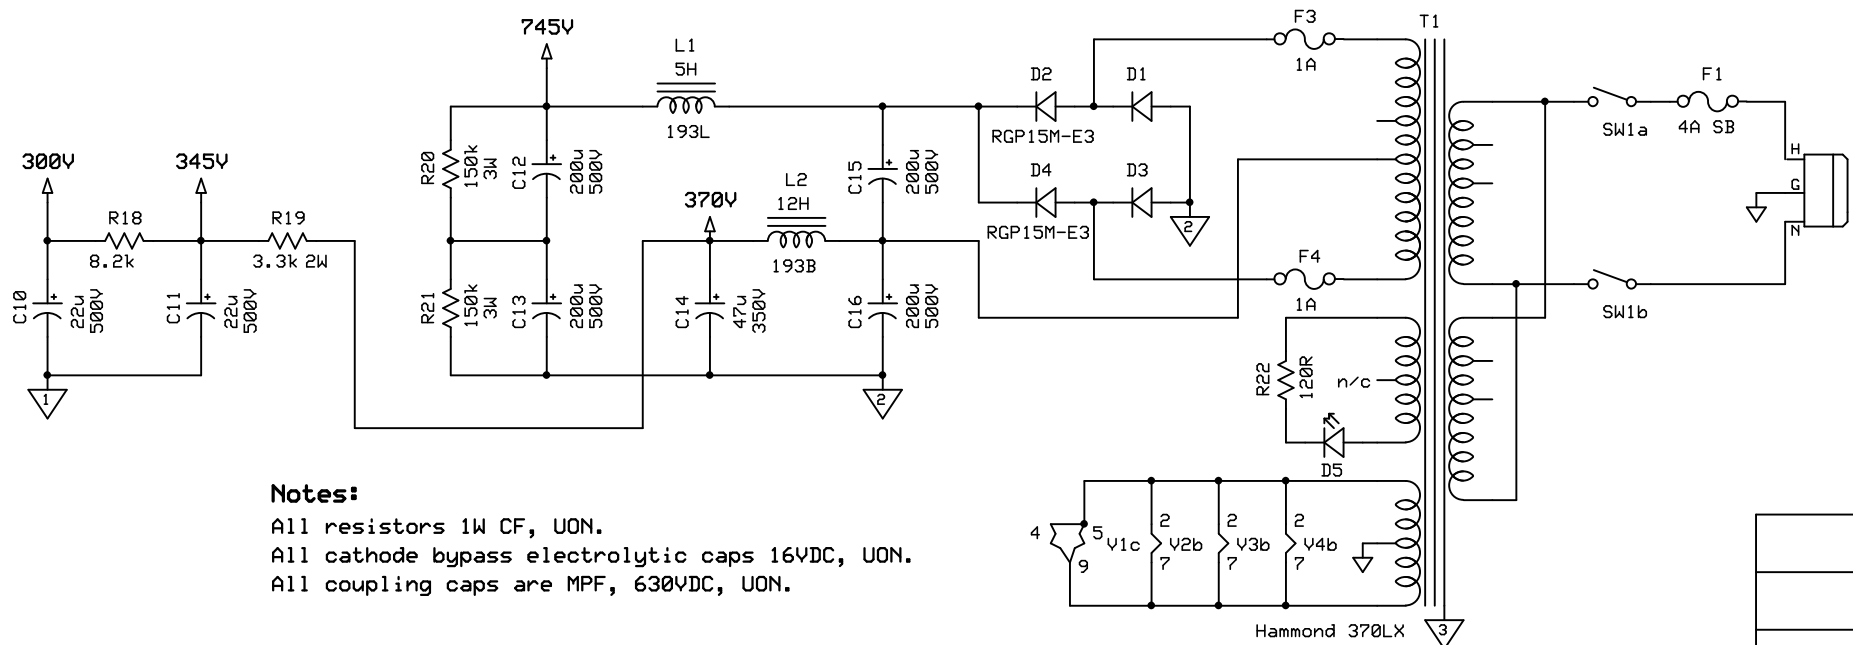 745V
L1
5H
193L
F3
1A
T1
D2
D1
RGP15M-E3
D4
D3
RGP15M-E3
2
F4
1A
SW1a
F1
4A SB
H
G
N
SW1b
300V
345V
R18
8.2k
R19
3.3k 2W
C10
22u
500V
C11
22u
500V
1
R20
150k
3W
C12
200u
500V
R21
150k
3W
C13
200u
500V
370V
L2
12H
193B
C14
47u
350V
C15
200u
500V
C16
200u
500V
2
R22
120R
n/c
D5
4
5
9
V1c
2
7
V2b
2
7
V3b
2
7
V4b
Hammond 370LX
3
Notes:
All resistors 1W CF, UON.
All cathode bypass electrolytic caps 16VDC, UON.
All coupling caps are MPF, 630VDC, UON.